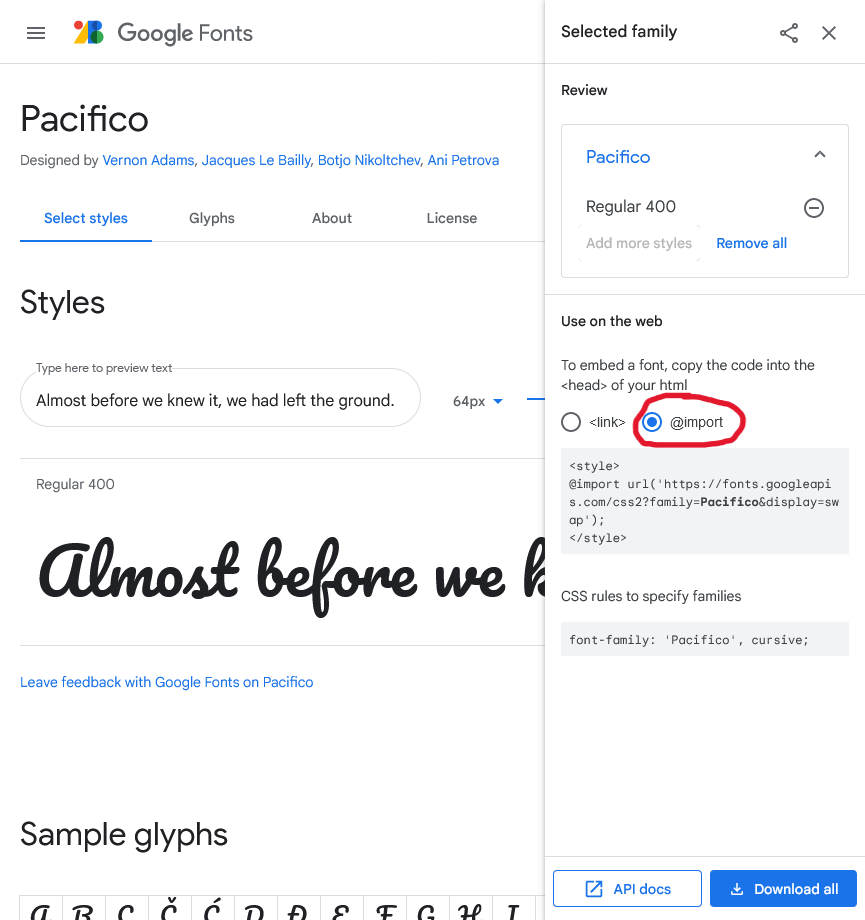 Google Fonts
Pacifico
Designed by Vernon Adams, Jacques Le Bailly, Botjo Nikoltchev, Ani Petrova
Select styles
Glyphs
About
License
Styles
Type here to preview text
Almost before we knew it, we had left the ground.
64px
Regular 400
Almost before we k
Leave feedback with Google Fonts on Pacifico
Sample glyphs
A B C Č Ć D Đ E F G H I
Selected family
Review
Pacifico
Regular 400
Add more styles
Remove all
Use on the web
To embed a font, copy the code into the
<head> of your html
<link>
@import
<style>
@import url('https://fonts.googleapi
s.com/css2?family=Pacifico&display=sw
ap');
</style>
CSS rules to specify families
font-family: 'Pacifico', cursive;
API docs
Download all